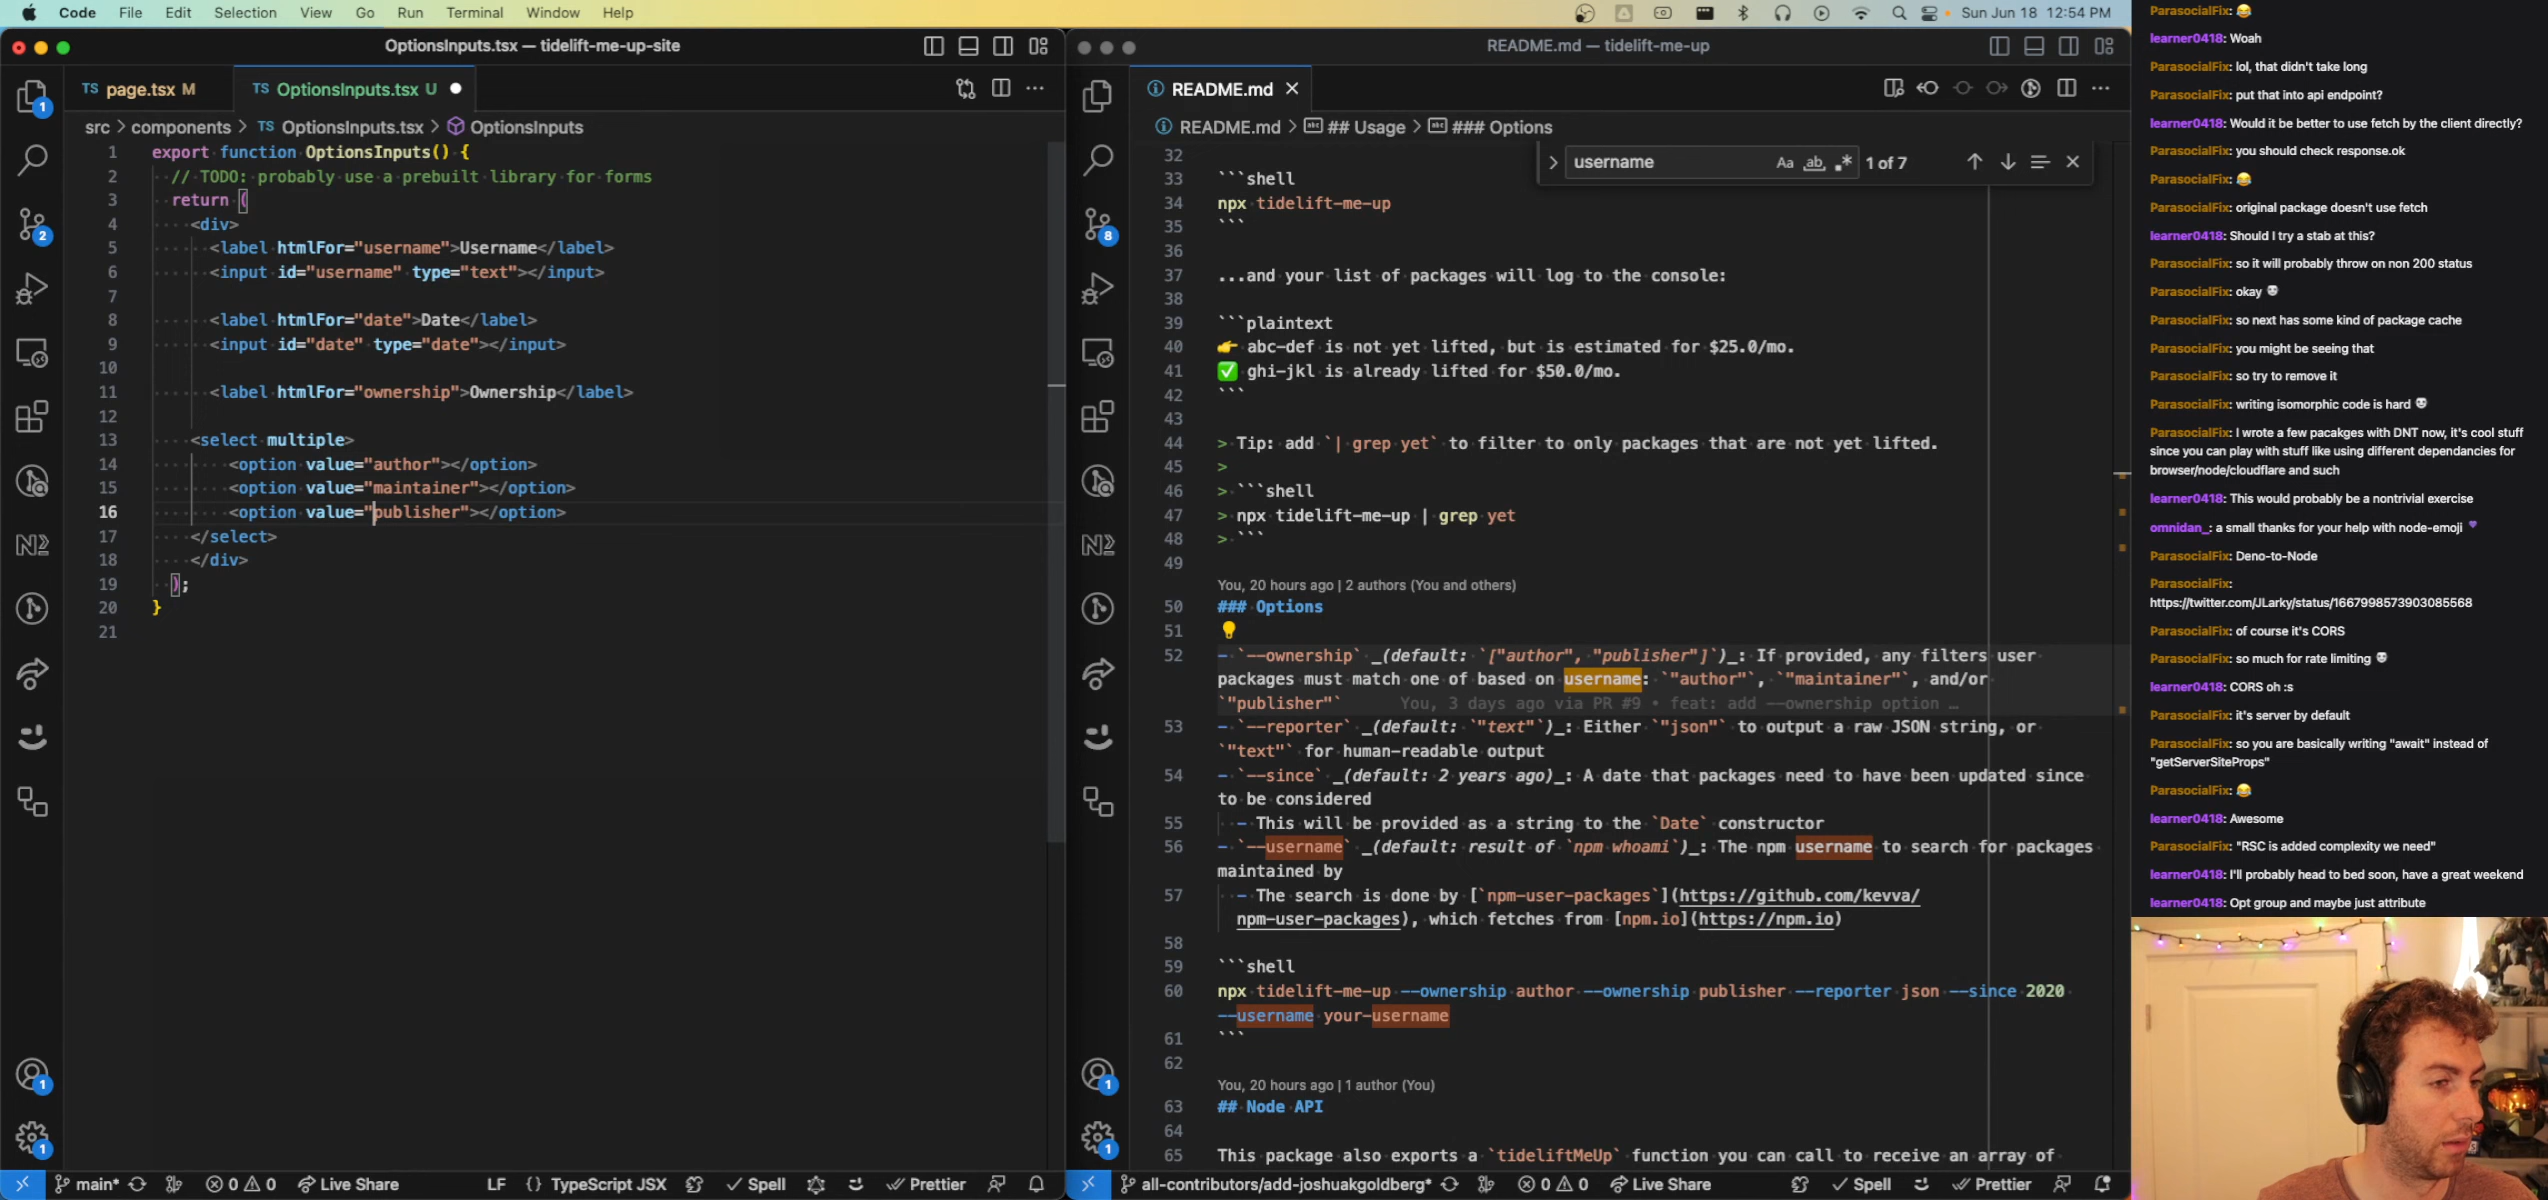 Code File Edit Selection View Go Run Terminal Window Help
Sun Jun 18 12:54 PM
OptionsInputs.tsx — tidelift-me-up-site
TS page.tsx M
TS OptionsInputs.tsx U
src > components > TS OptionsInputs.tsx > OptionsInputs
1 export function OptionsInputs() {
2 // TODO: probably use a prebuilt library for forms
3 return (
4 <div>
5 <label htmlFor="username">Username</label>
6 <input id="username" type="text"></input>
7
8 <label htmlFor="date">Date</label>
9 <input id="date" type="date"></input>
10
11 <label htmlFor="ownership">Ownership</label>
12
13 <select multiple>
14 <option value="author"></option>
15 <option value="maintainer"></option>
16 <option value="publisher"></option>
17 </select>
18 </div>
19 );
20 }
21
1
2
1
1
main* 0 0 Live Share LF {} TypeScript JSX Spell Prettier
README.md — tidelift-me-up
README.md
README.md > ## Usage > ### Options
username Aa ab 1 of 7
32
33 ```shell
34 npx tidelift-me-up
35 ```
36
37 ...and your list of packages will log to the console:
38
39 ```plaintext
40 👉 abc-def is not yet lifted, but is estimated for $25.0/mo.
41 ✅ ghi-jkl is already lifted for $50.0/mo.
42 ```
43
44 > Tip: add `| grep yet` to filter to only packages that are not yet lifted.
45 >
46 > ```shell
47 > npx tidelift-me-up | grep yet
48 > ```
49
You, 20 hours ago | 2 authors (You and others)
50 ### Options
51
52 - `--ownership` _(default: `["author", "publisher"]`)_: If provided, any filters user
packages must match one of based on username: `"author"`, `"maintainer"`, and/or
`"publisher"` You, 3 days ago via PR #9 • feat: add --ownership option …
53 - `--reporter` _(default: `"text"`)_: Either `"json"` to output a raw JSON string, or
`"text"` for human-readable output
54 - `--since` _(default: 2 years ago)_: A date that packages need to have been updated since
to be considered
55 - This will be provided as a string to the `Date` constructor
56 - `--username` _(default: result of `npm whoami`)_: The npm username to search for packages
maintained by
57 - The search is done by [`npm-user-packages`](https://github.com/kevva/
npm-user-packages), which fetches from [npm.io](https://npm.io)
58
59 ```shell
60 npx tidelift-me-up --ownership author --ownership publisher --reporter json --since 2020
--username your-username
61 ```
62
You, 20 hours ago | 1 author (You)
63 ## Node API
64
65 This package also exports a `tideliftMeUp` function you can call to receive an array of
8
1
1
all-contributors/add-joshuakgoldberg* 0 0 Live Share Spell Prettier
ParasocialFix: 😂
learner0418: Woah
ParasocialFix: lol, that didn't take long
ParasocialFix: put that into api endpoint?
learner0418: Would it be better to use fetch by the client directly?
ParasocialFix: you should check response.ok
ParasocialFix: 😂
ParasocialFix: original package doesn't use fetch
learner0418: Should I try a stab at this?
ParasocialFix: so it will probably throw on non 200 status
ParasocialFix: okay 💀
ParasocialFix: so next has some kind of package cache
ParasocialFix: you might be seeing that
ParasocialFix: so try to remove it
ParasocialFix: writing isomorphic code is hard 💀
ParasocialFix: I wrote a few pacakges with DNT now, it's cool stuff
since you can play with stuff like using different dependancies for
browser/node/cloudflare and such
learner0418: This would probably be a nontrivial exercise
omnidan_: a small thanks for your help with node-emoji 💜
ParasocialFix: Deno-to-Node
ParasocialFix:
https://twitter.com/JLarky/status/1667998573903085568
ParasocialFix: of course it's CORS
ParasocialFix: so much for rate limiting 💀
learner0418: CORS oh :s
ParasocialFix: it's server by default
ParasocialFix: so you are basically writing "await" instead of
"getServerSiteProps"
ParasocialFix: 😂
learner0418: Awesome
ParasocialFix: "RSC is added complexity we need"
learner0418: I'll probably head to bed soon, have a great weekend
learner0418: Opt group and maybe just attribute